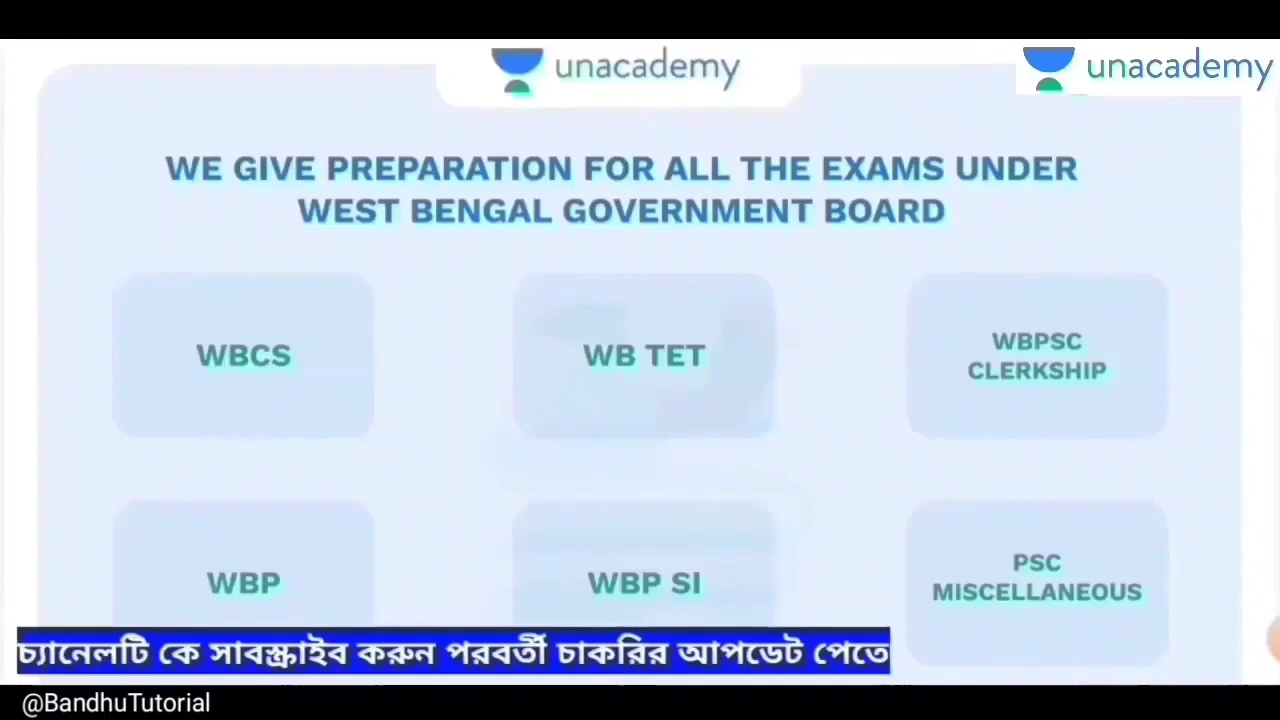 unacademy
unacademy
WE GIVE PREPARATION FOR ALL THE EXAMS UNDER
WEST BENGAL GOVERNMENT BOARD
WBCS
WB TET
WBPSC
CLERKSHIP
WBP
WBP SI
PSC
MISCELLANEOUS
চ্যানেলটি কে সাবস্ক্রাইব করুন পরবর্তী চাকরির আপডেট পেতে
@BandhuTutorial